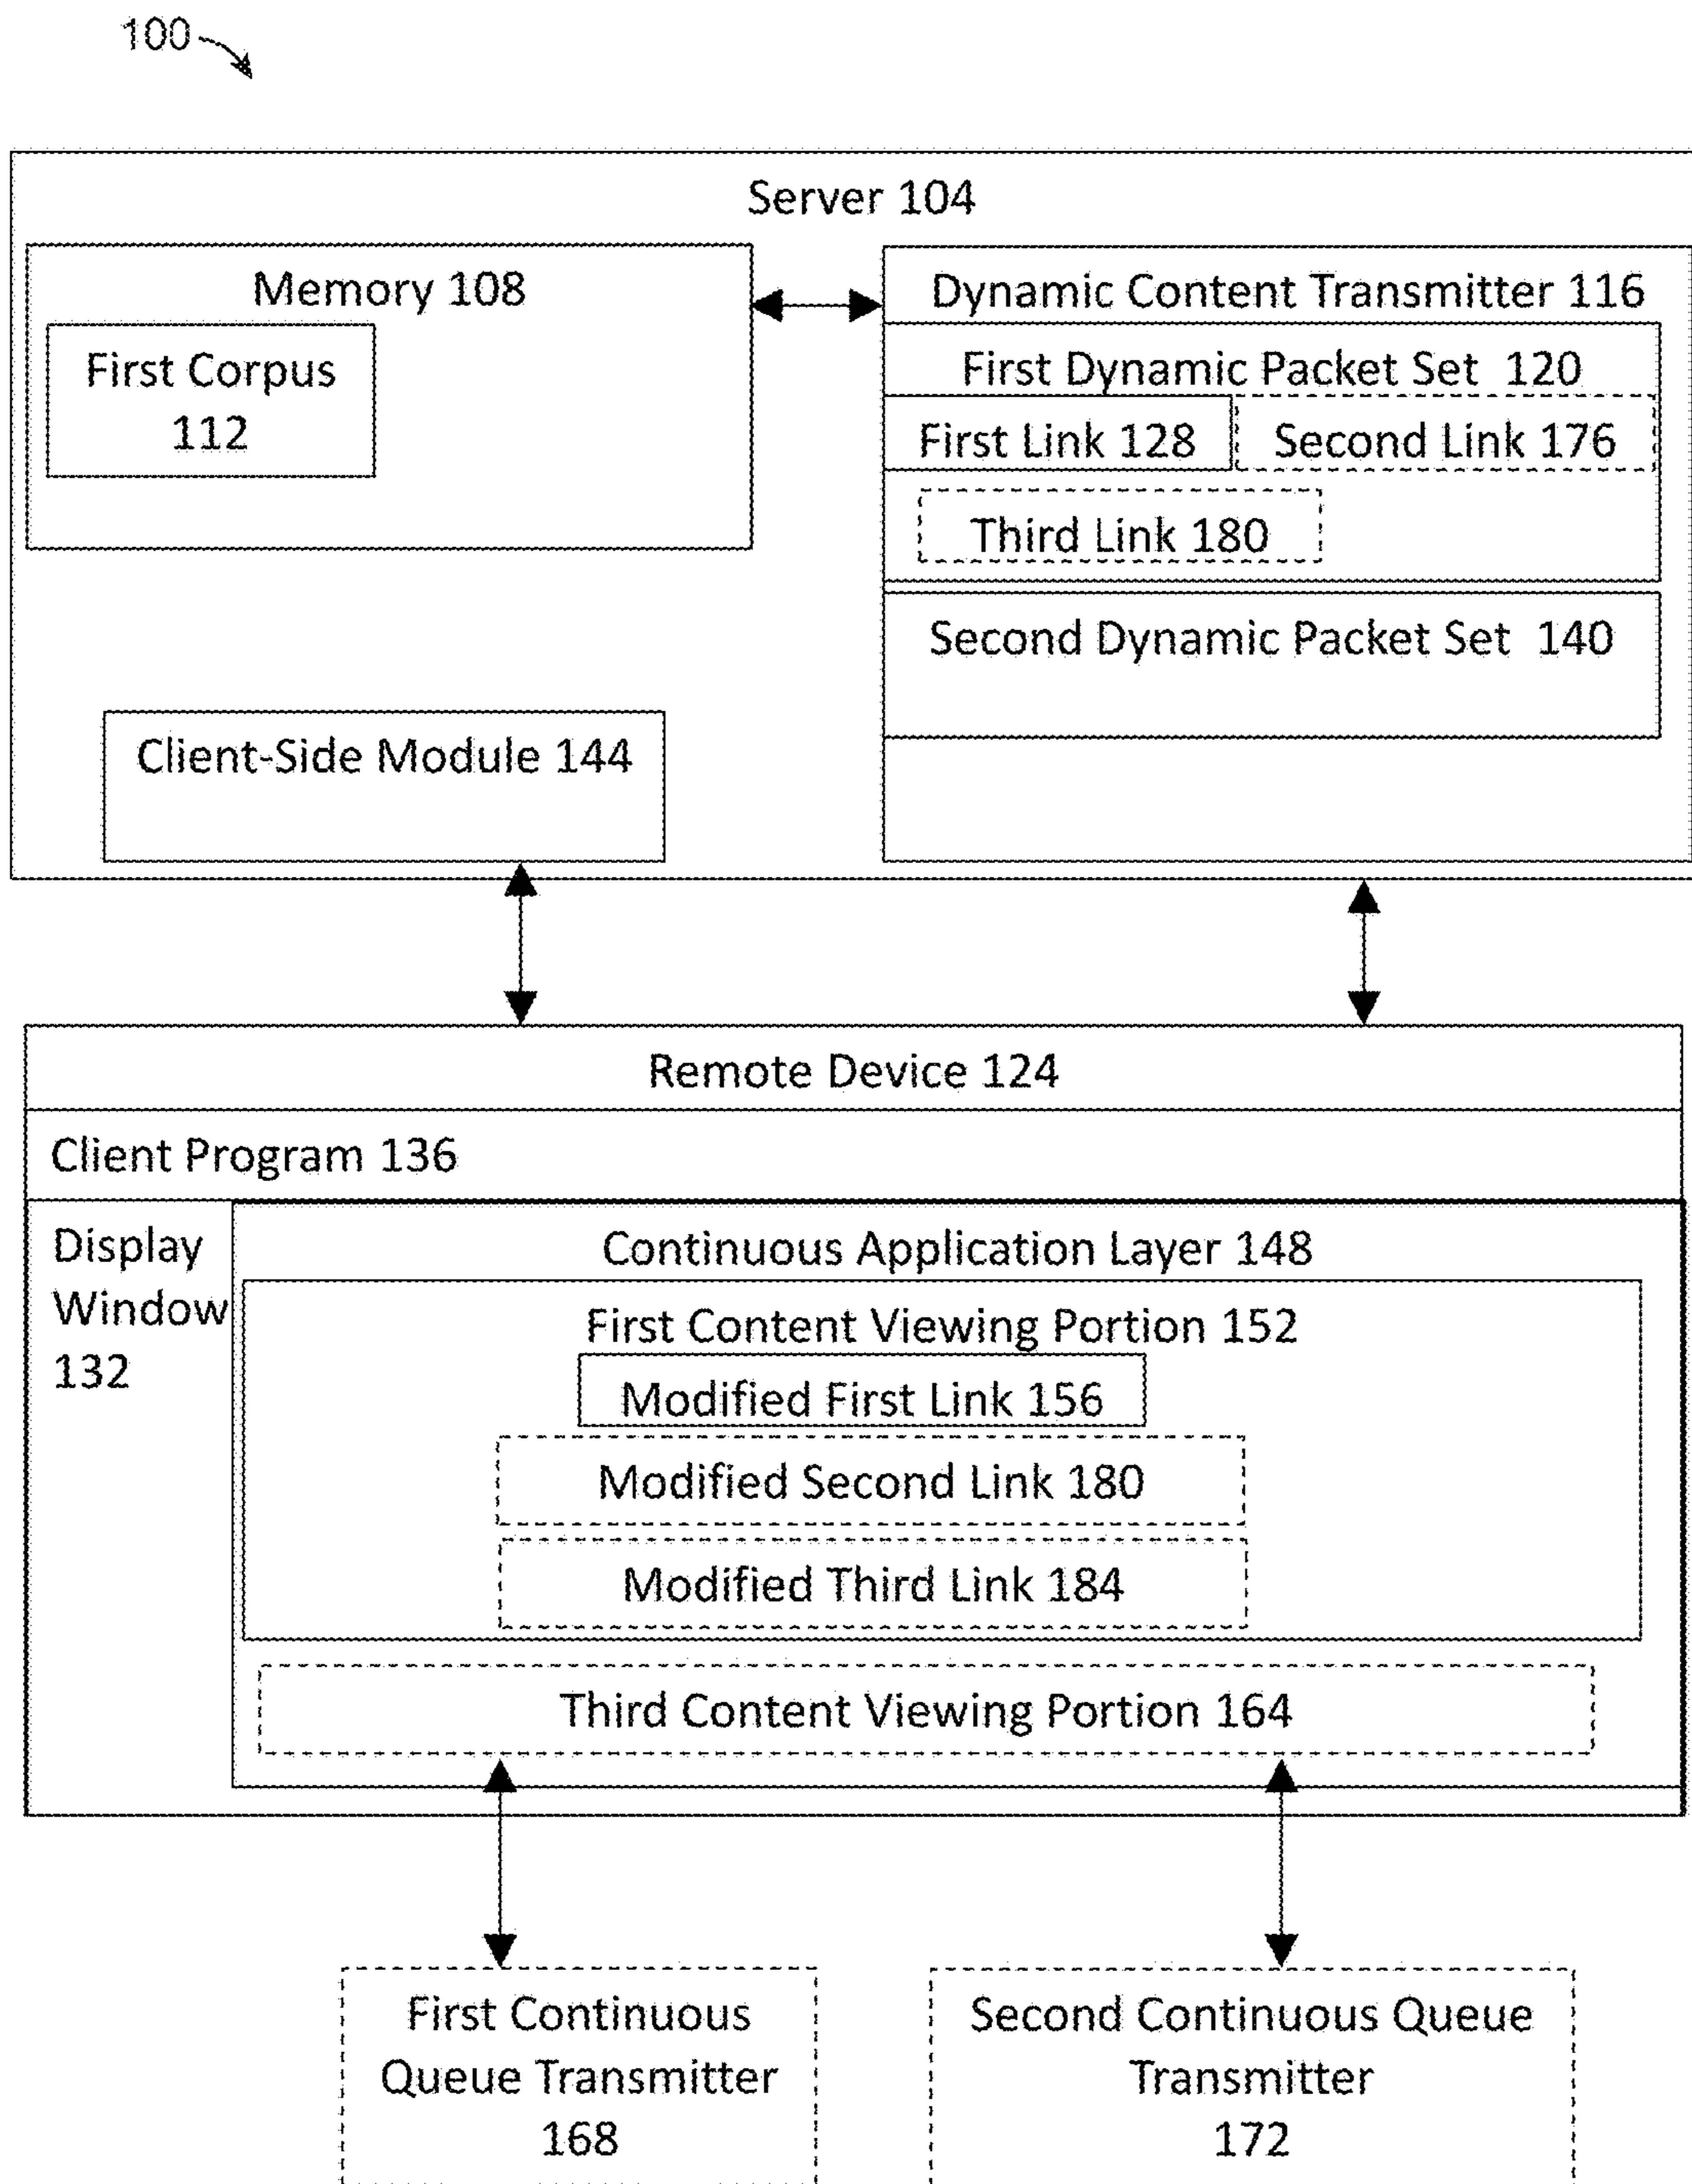 100
Server 104
Memory 108
First Corpus
112
Dynamic Content Transmitter 116
First Dynamic Packet Set 120
First Link 128
Second Link 176
Third Link 180
Second Dynamic Packet Set 140
Client-Side Module 144
Remote Device 124
Client Program 136
Display
Window
132
Continuous Application Layer 148
First Content Viewing Portion 152
Modified First Link 156
Modified Second Link 180
Modified Third Link 184
Third Content Viewing Portion 164
First Continuous
Queue Transmitter
168
Second Continuous Queue
Transmitter
172